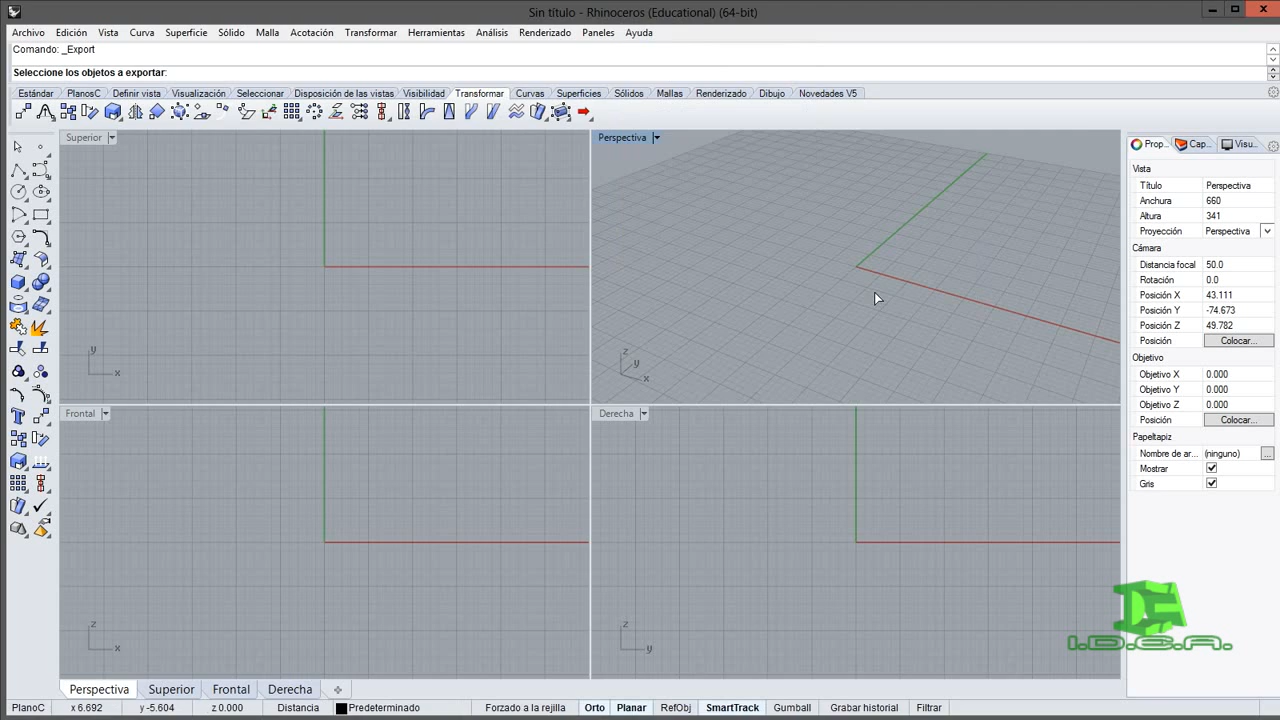 Sin título - Rhinoceros (Educational) (64-bit)
Archivo Edición Vista Curva Superficie Sólido Malla Acotación Transformar Herramientas Análisis Renderizado Paneles Ayuda
Comando: _Export
Seleccione los objetos a exportar:
Estándar PlanosC Definir vista Seleccionar Disposición de las vistas Visibilidad Visualización Transformar Curvas Superficies Sólidos Mallas Renderizado Dibujo Novedades V5
Superior
Perspectiva
Prop... Cap... Visu...
Vista
Título Perspectiva
Anchura 660
Altura 341
Proyección Perspectiva
Cámara
Distancia focal 50.0
Rotación 0.0
Posición X 43.111
Posición Y -74.673
Posición Z 49.782
Posición Colocar...
Objetivo
Objetivo X 0.000
Objetivo Y 0.000
Objetivo Z 0.000
Posición Colocar...
Papeltapiz
Nombre de ar... (ninguno) ...
Mostrar
Gris
y
x
z
y
x
Frontal
Derecha
z
x
z
y
I.D.E.A.
Perspectiva Superior Frontal Derecha
PlanoC x 6.692 y -5.604 z 0.000 Distancia Predeterminado Forzado a la rejilla Orto Planar RefObj SmartTrack Gumball Grabar historial Filtrar